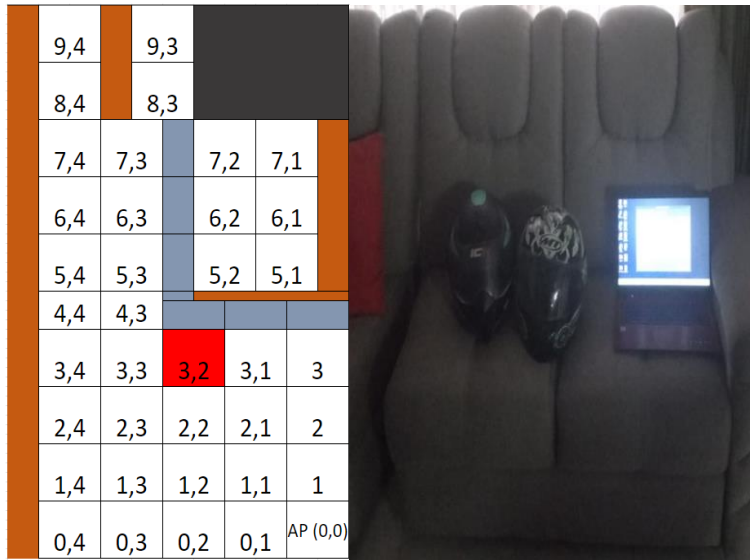 9,4 9,3
8,4 8,3
7,4 7,3 7,2 7,1
6,4 6,3 6,2 6,1
5,4 5,3 5,2 5,1
4,4 4,3
3,4 3,3 3,2 3,1 3
2,4 2,3 2,2 2,1 2
1,4 1,3 1,2 1,1 1
0,4 0,3 0,2 0,1 AP (0,0)